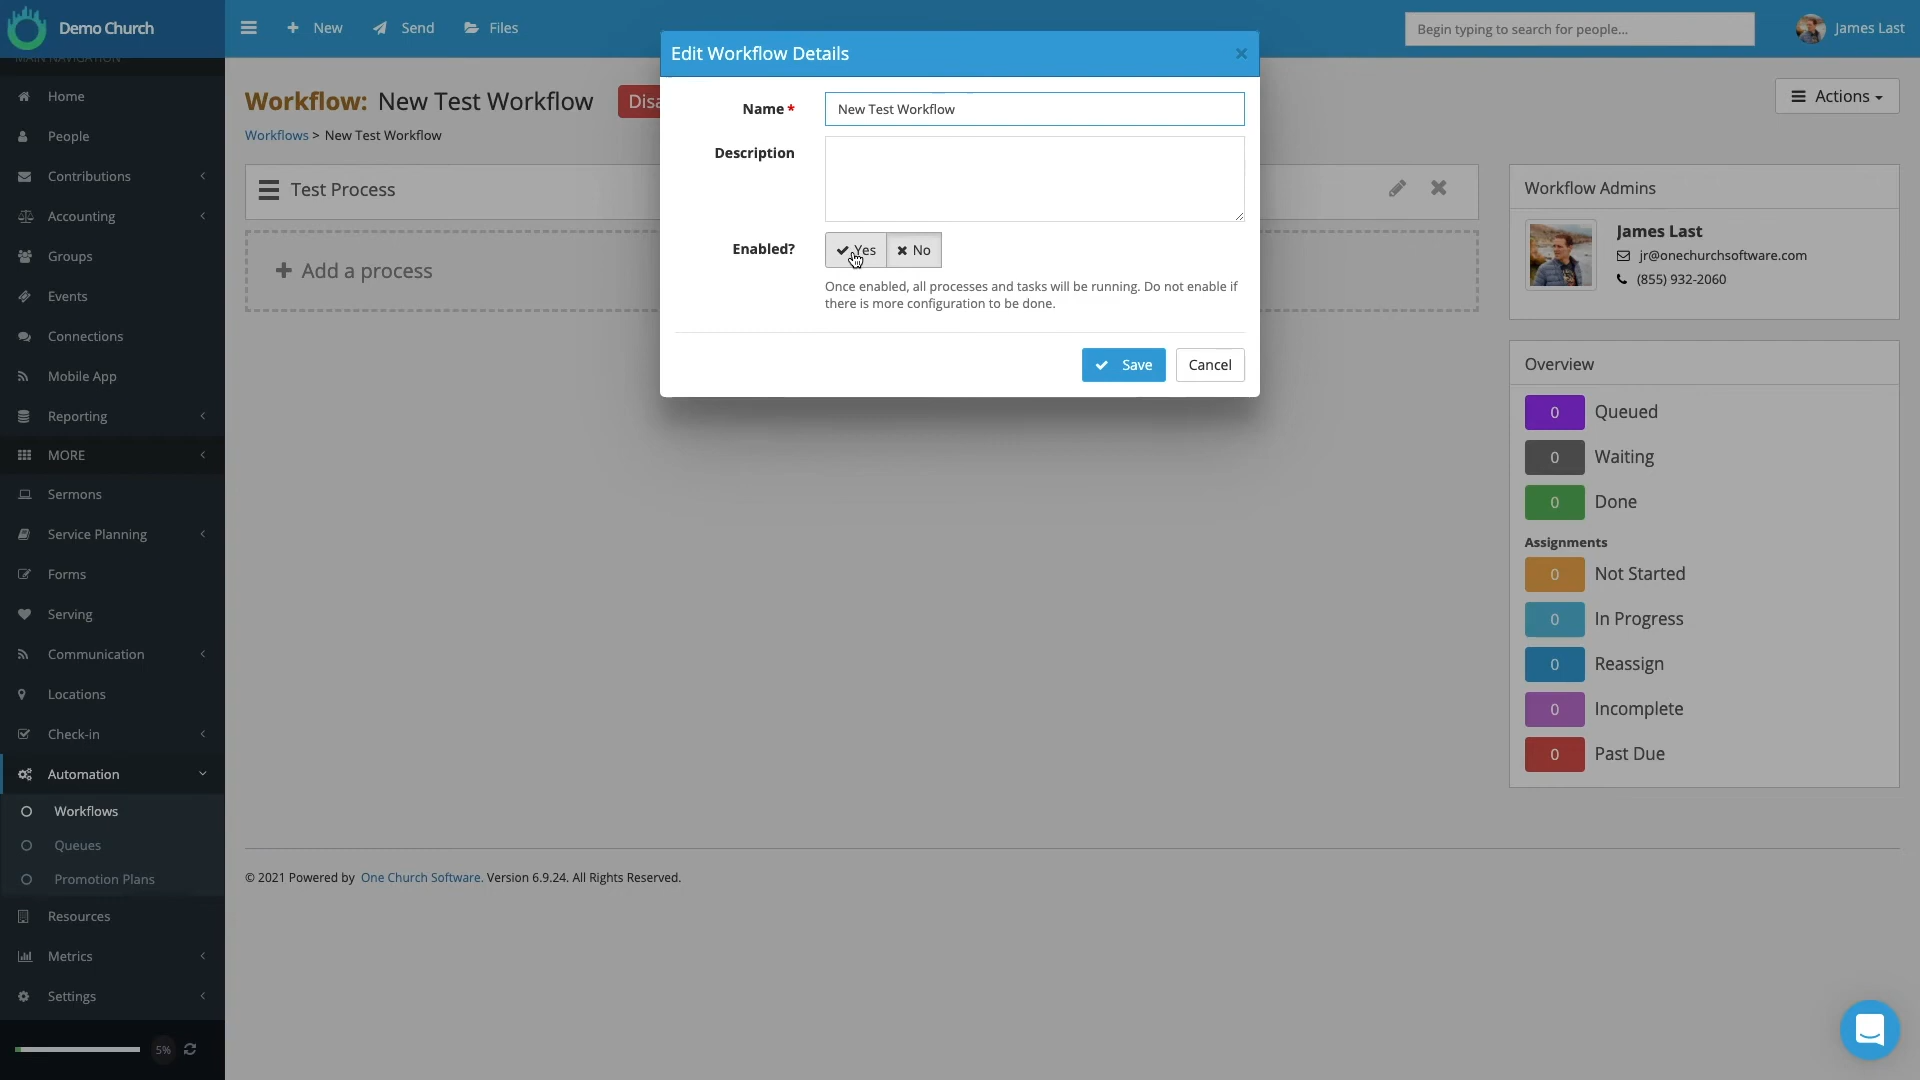 Demo Church
New
Send
Files
Begin typing to search for people...
James Last
MAIN NAVIGATION
Home
People
Contributions
Accounting
Groups
Events
Connections
Mobile App
Reporting
MORE
Sermons
Service Planning
Forms
Serving
Communication
Locations
Check-in
Automation
Workflows
Queues
Promotion Plans
Resources
Metrics
Settings
5%
Workflow: New Test Workflow
Disa
Workflows > New Test Workflow
Actions
Test Process
Add a process
Edit Workflow Details
×
Name*
New Test Workflow
Description
Enabled?
Yes
No
Once enabled, all processes and tasks will be running. Do not enable if
there is more configuration to be done.
Save
Cancel
Workflow Admins
James Last
jr@onechurchsoftware.com
(855) 932-2060
Overview
0 Queued
0 Waiting
0 Done
Assignments
0 Not Started
0 In Progress
0 Reassign
0 Incomplete
0 Past Due
© 2021 Powered by One Church Software. Version 6.9.24. All Rights Reserved.